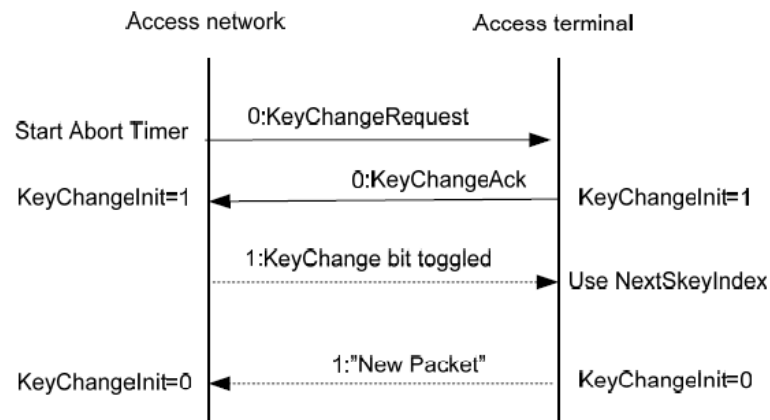 Access network
Access terminal
Start Abort Timer
0:KeyChangeRequest
KeyChangeInit=1
0:KeyChangeAck
KeyChangeInit=1
1:KeyChange bit toggled
Use NextSkeyIndex
KeyChangeInit=0
1:"New Packet"
KeyChangeInit=0